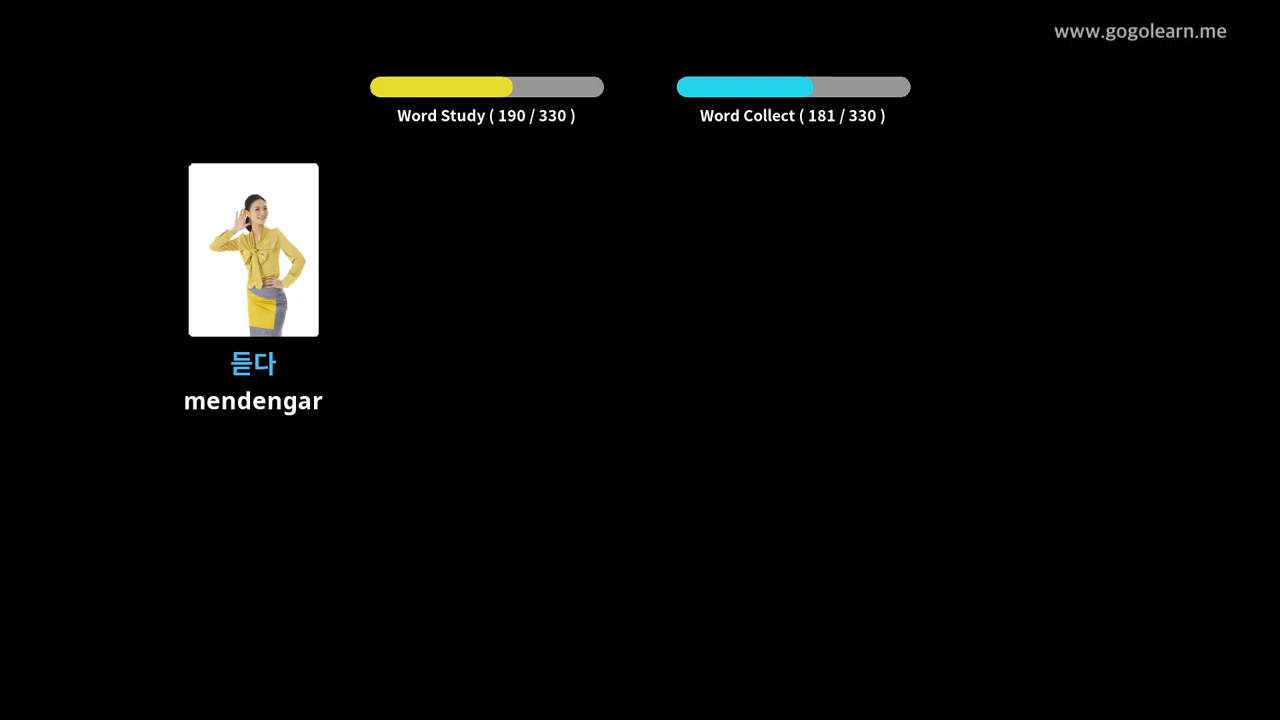 www.gogolearn.me
Word Study ( 190 / 330 )
Word Collect ( 181 / 330 )
듣다
mendengar